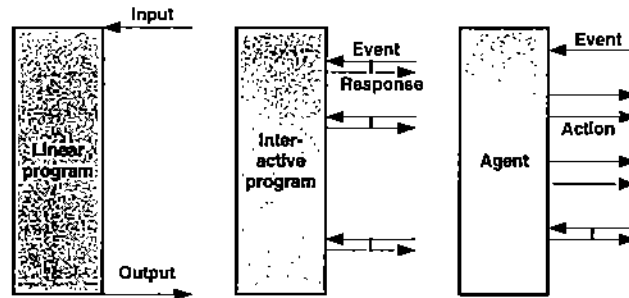 Input
Linear
program
Output
Event
Response
Inter-
active
program
Event
Action
Agent